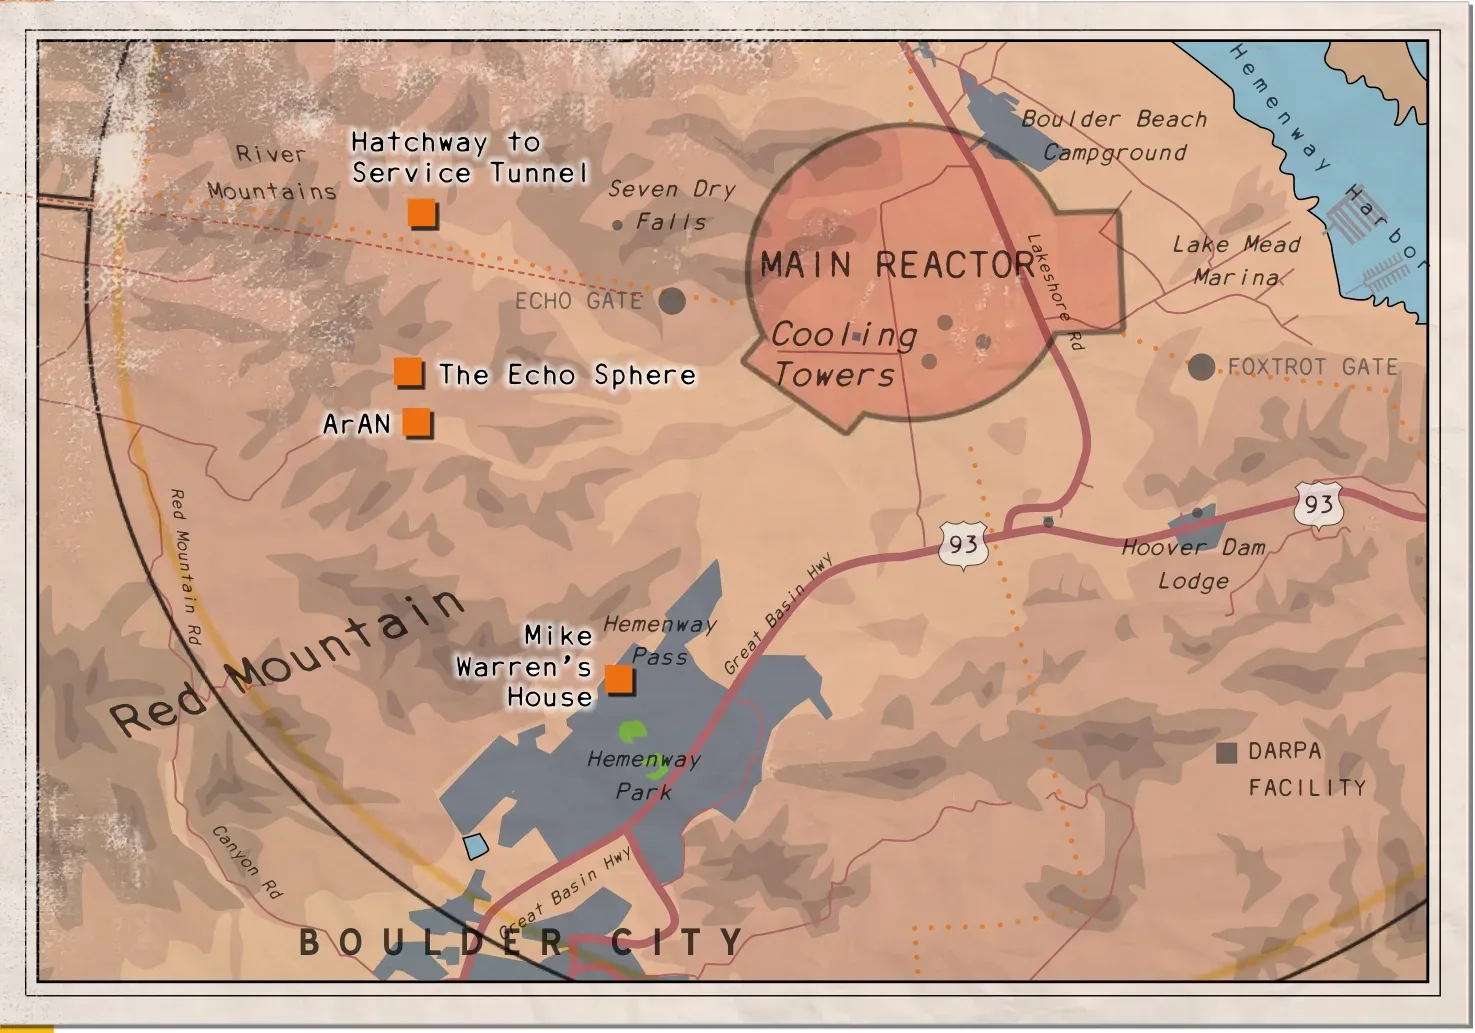 Hemenway Harbor
Boulder Beach
Campground
Hatchway to
Service Tunnel
River
Mountains
Seven Dry
Falls
MAIN REACTOR
Lakeshore Rd
Lake Mead
Marina
ECHO GATE
Cooling
Towers
The Echo Sphere
FOXTROT GATE
ArAN
Red Mountain Rd
93
93
Hoover Dam
Lodge
Great Basin Hwy
Red Mountain
Mike
Warren's
House
Hemenway
Pass
Hemenway
Park
DARPA
FACILITY
Canyon Rd
Great Basin Hwy
BOULDER CITY